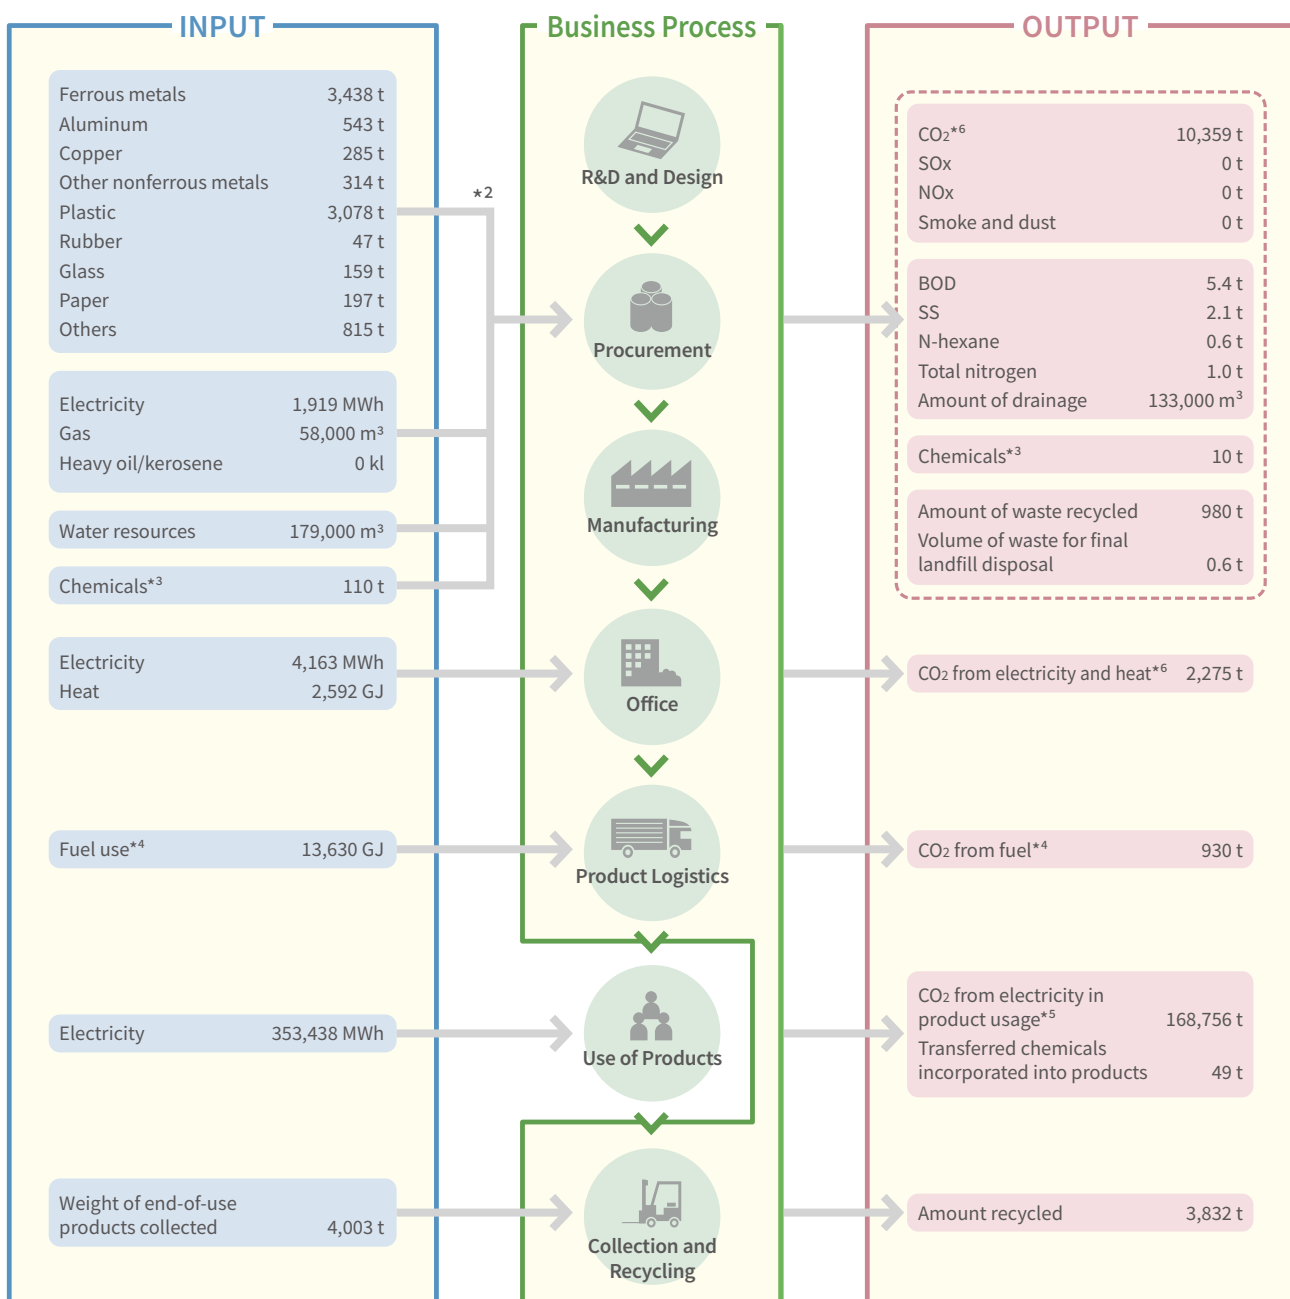 INPUT
Ferrous metals 3,438 t
Aluminum 543 t
Copper 285 t
Other nonferrous metals 314 t
Plastic 3,078 t
Rubber 47 t
Glass 159 t
Paper 197 t
Others 815 t
*2
Electricity 1,919 MWh
Gas 58,000 m³
Heavy oil/kerosene 0 kl
Water resources 179,000 m³
Chemicals*3 110 t
Electricity 4,163 MWh
Heat 2,592 GJ
Fuel use*4 13,630 GJ
Electricity 353,438 MWh
Weight of end-of-use
products collected 4,003 t
Business Process
R&D and Design
Procurement
Manufacturing
Office
Product Logistics
Use of Products
Collection and
Recycling
OUTPUT
CO2*6 10,359 t
SOx 0 t
NOx 0 t
Smoke and dust 0 t
BOD 5.4 t
SS 2.1 t
N-hexane 0.6 t
Total nitrogen 1.0 t
Amount of drainage 133,000 m³
Chemicals*3 10 t
Amount of waste recycled 980 t
Volume of waste for final
landfill disposal 0.6 t
CO2 from electricity and heat*6 2,275 t
CO2 from fuel*4 930 t
CO2 from electricity in
product usage*5 168,756 t
Transferred chemicals
incorporated into products 49 t
Amount recycled 3,832 t